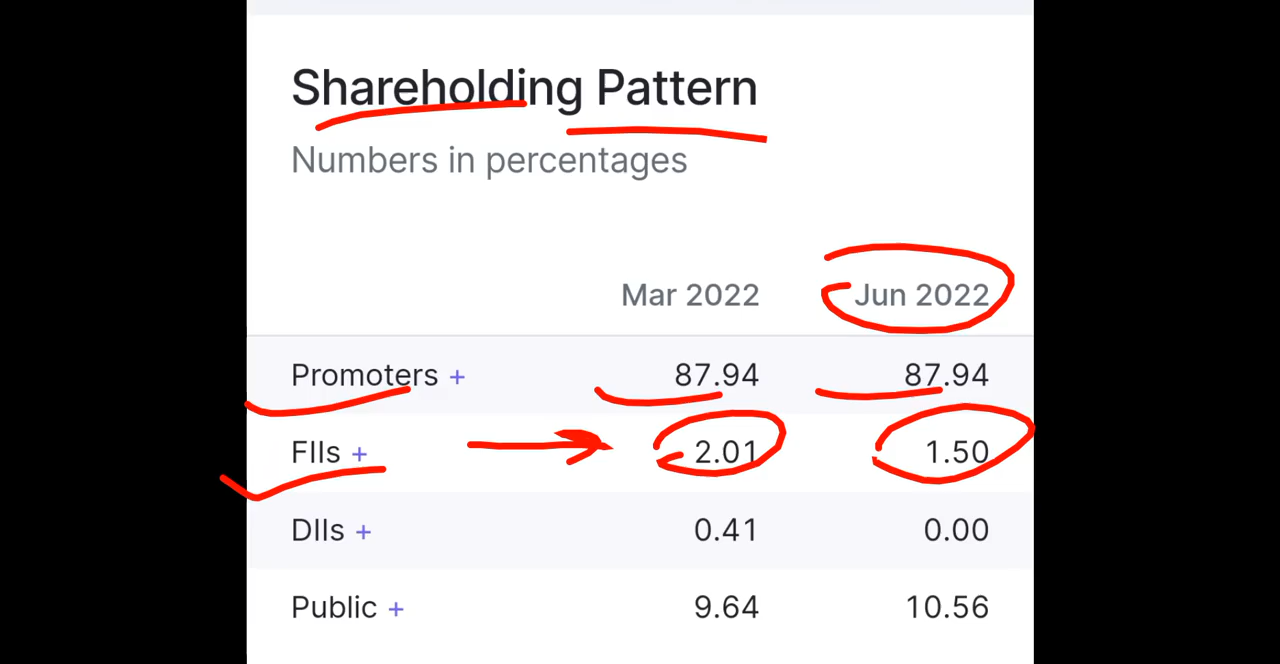 Shareholding Pattern
Numbers in percentages
Mar 2022 Jun 2022
Promoters + 87.94 87.94
FIIs + 2.01 1.50
DIIs + 0.41 0.00
Public + 9.64 10.56